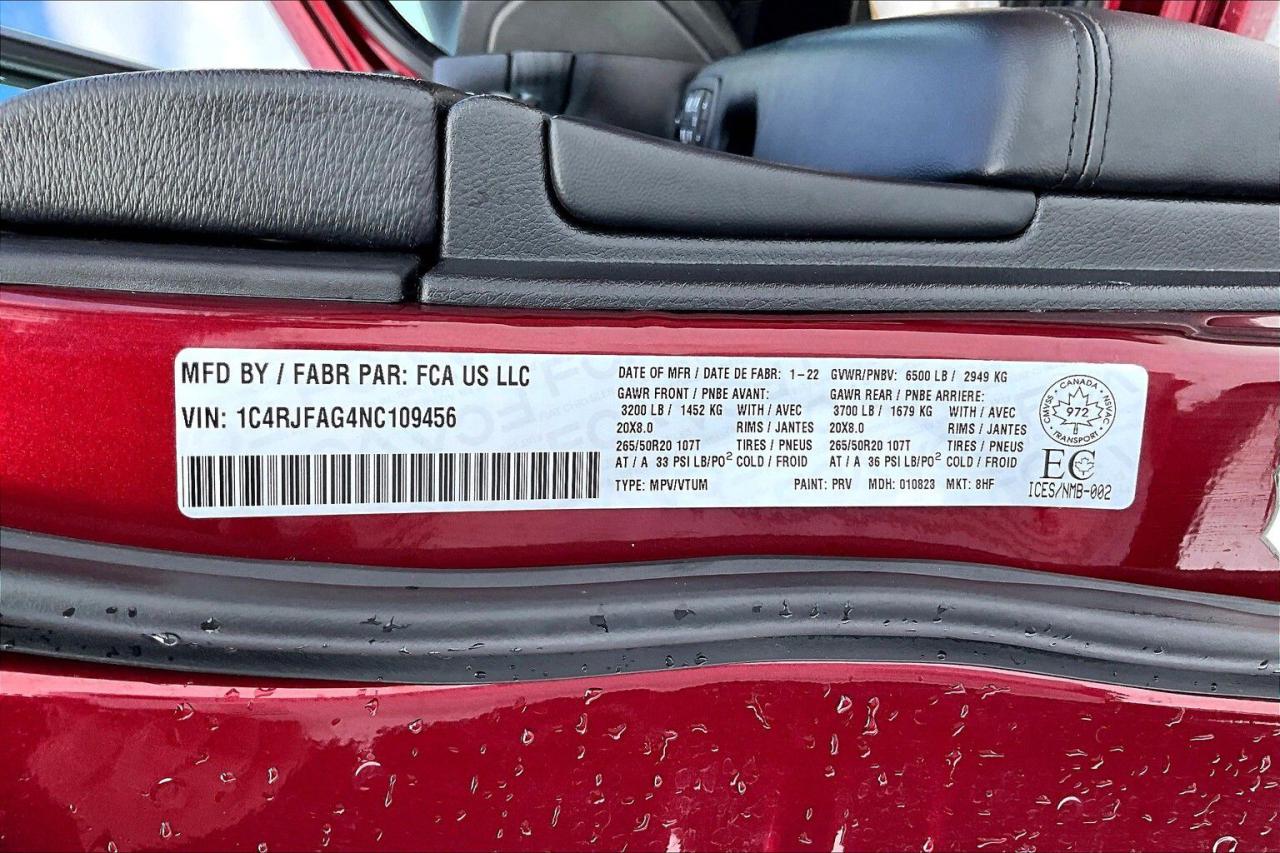 MFD BY / FABR PAR: FCA US LLC
VIN: 1C4RJFAG4NC109456
DATE OF MFR / DATE DE FABR: 1-22 GVWR/PNBV: 6500 LB / 2949 KG
GAWR FRONT / PNBE AVANT: GAWR REAR / PNBE ARRIERE:
3200 LB / 1452 KG WITH / AVEC 3700 LB / 1679 KG WITH / AVEC
20X8.0 RIMS / JANTES 20X8.0 RIMS / JANTES
265/50R20 107T TIRES / PNEUS 265/50R20 107T TIRES / PNEUS
AT / A 33 PSI LB/PO² COLD / FROID AT / A 36 PSI LB/PO² COLD / FROID
TYPE: MPV/VTUM PAINT: PRV MDH: 010823 MKT: 8HF
CANADA
CMVSS 972 NSVAC
TRANSPORT
EC
ICES/NMB-002